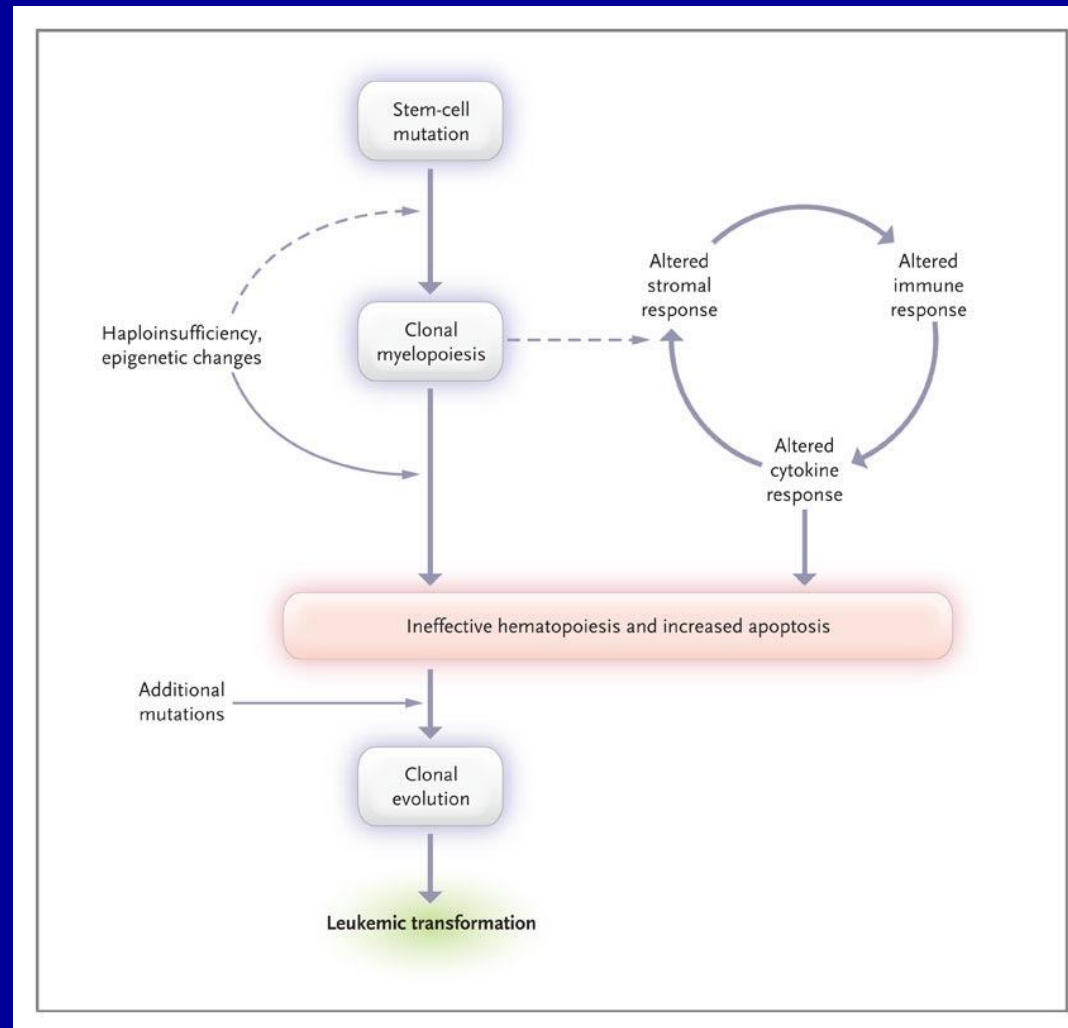 Stem-cell
mutation
Altered
stromal
response
Altered
immune
response
Haploinsufficiency,
epigenetic changes
Clonal
myelopoiesis
Altered
cytokine
response
Ineffective hematopoiesis and increased apoptosis
Additional
mutations
Clonal
evolution
Leukemic transformation